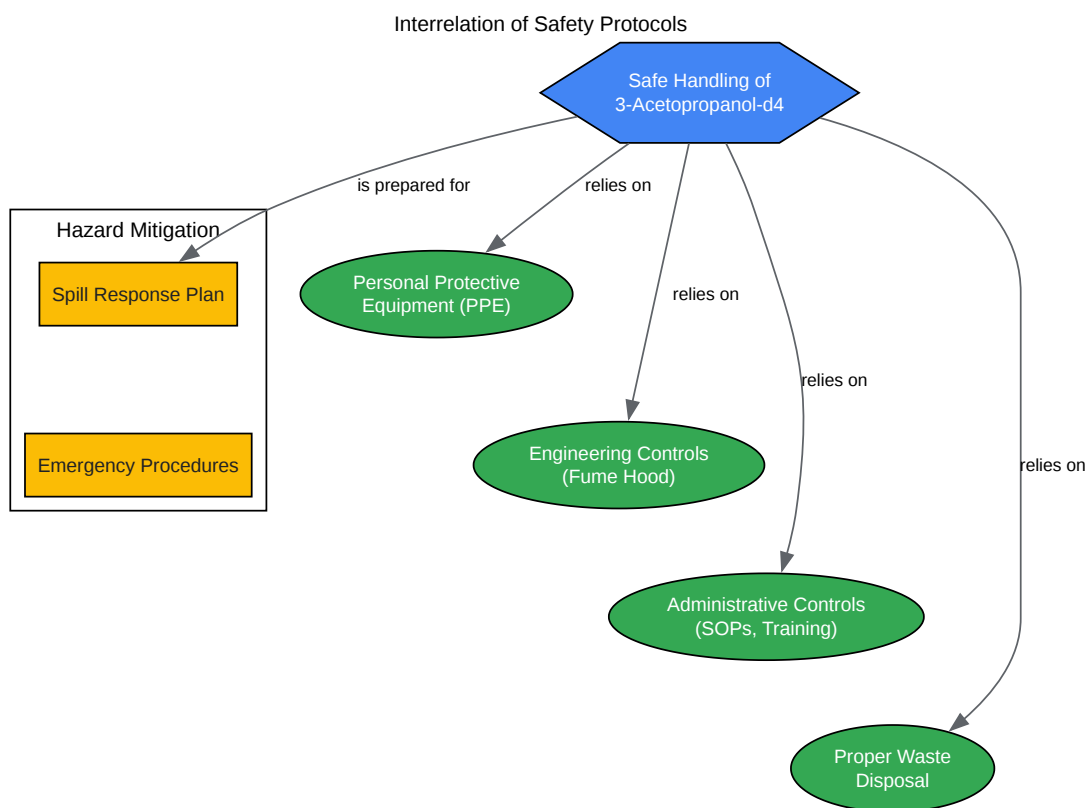 Interrelation of Safety Protocols
Safe Handling of
3-Acetopropanol-d4
is prepared for
relies on
Hazard Mitigation
Spill Response Plan
Personal Protective
Equipment (PPE)
relies on
relies on
Emergency Procedures
Engineering Controls
(Fume Hood)
relies on
Administrative Controls
(SOPs, Training)
Proper Waste
Disposal